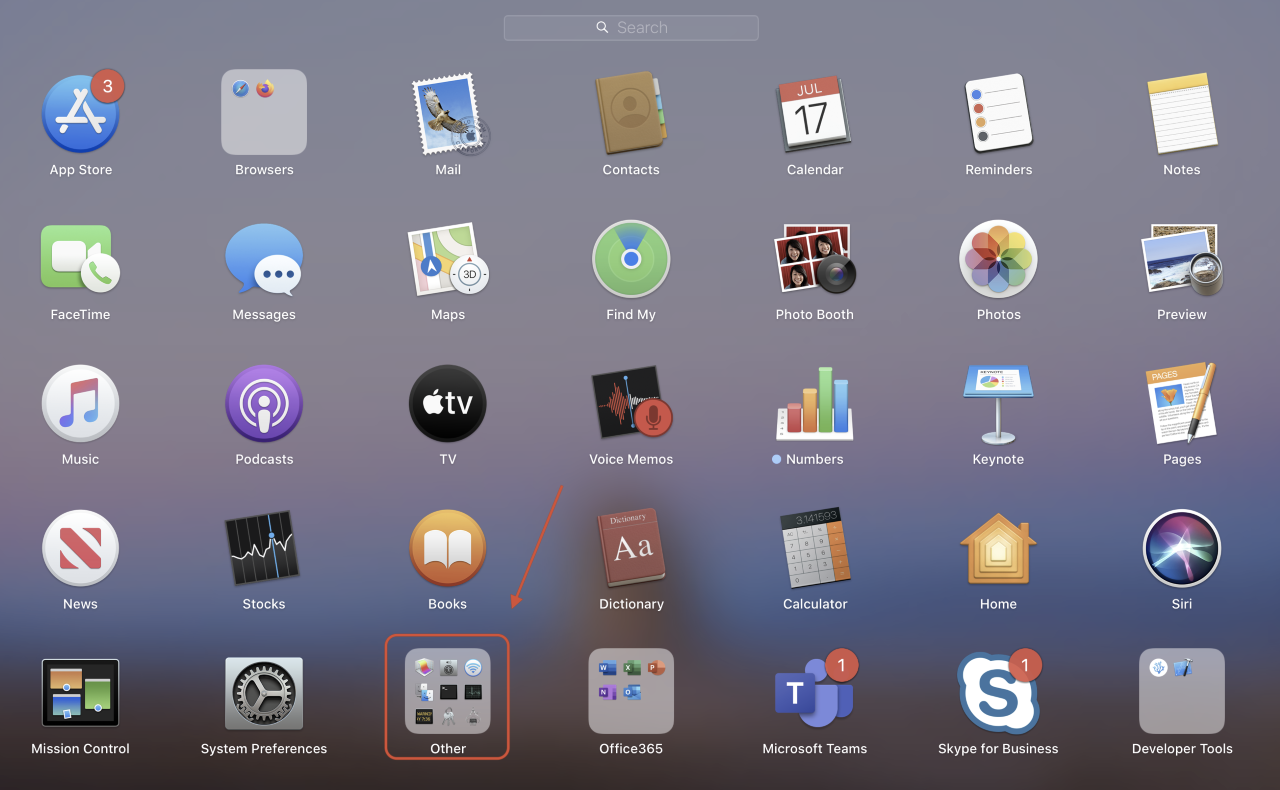 Search
3
JUL
17
App Store
Browsers
Mail
Contacts
Calendar
Reminders
Notes
3D
FaceTime
Messages
Maps
Find My
Photo Booth
Photos
Preview
tv
KEYNOTE
PAGES
Music
Podcasts
TV
Voice Memos
Numbers
Keynote
Pages
Dictionary
Aa
3.141593
News
Stocks
Books
Dictionary
Calculator
Home
Siri
W
X
P
N
O
1
T
1
S
Mission Control
System Preferences
Other
Office365
Microsoft Teams
Skype for Business
Developer Tools